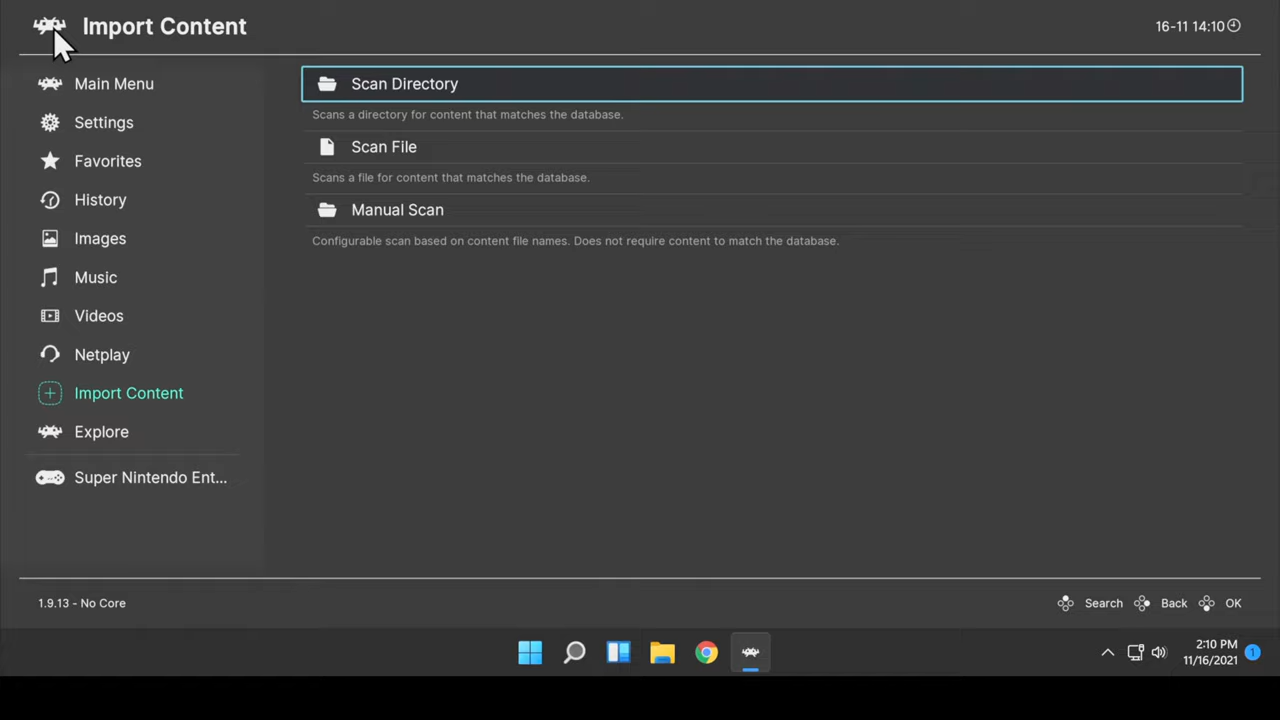 Import Content
16-11 14:10
Main Menu
Settings
Favorites
History
Images
Music
Videos
Netplay
Import Content
Explore
Super Nintendo Ent...
Scan Directory
Scans a directory for content that matches the database.
Scan File
Scans a file for content that matches the database.
Manual Scan
Configurable scan based on content file names. Does not require content to match the database.
1.9.13 - No Core
Search Back OK
2:10 PM
11/16/2021
1